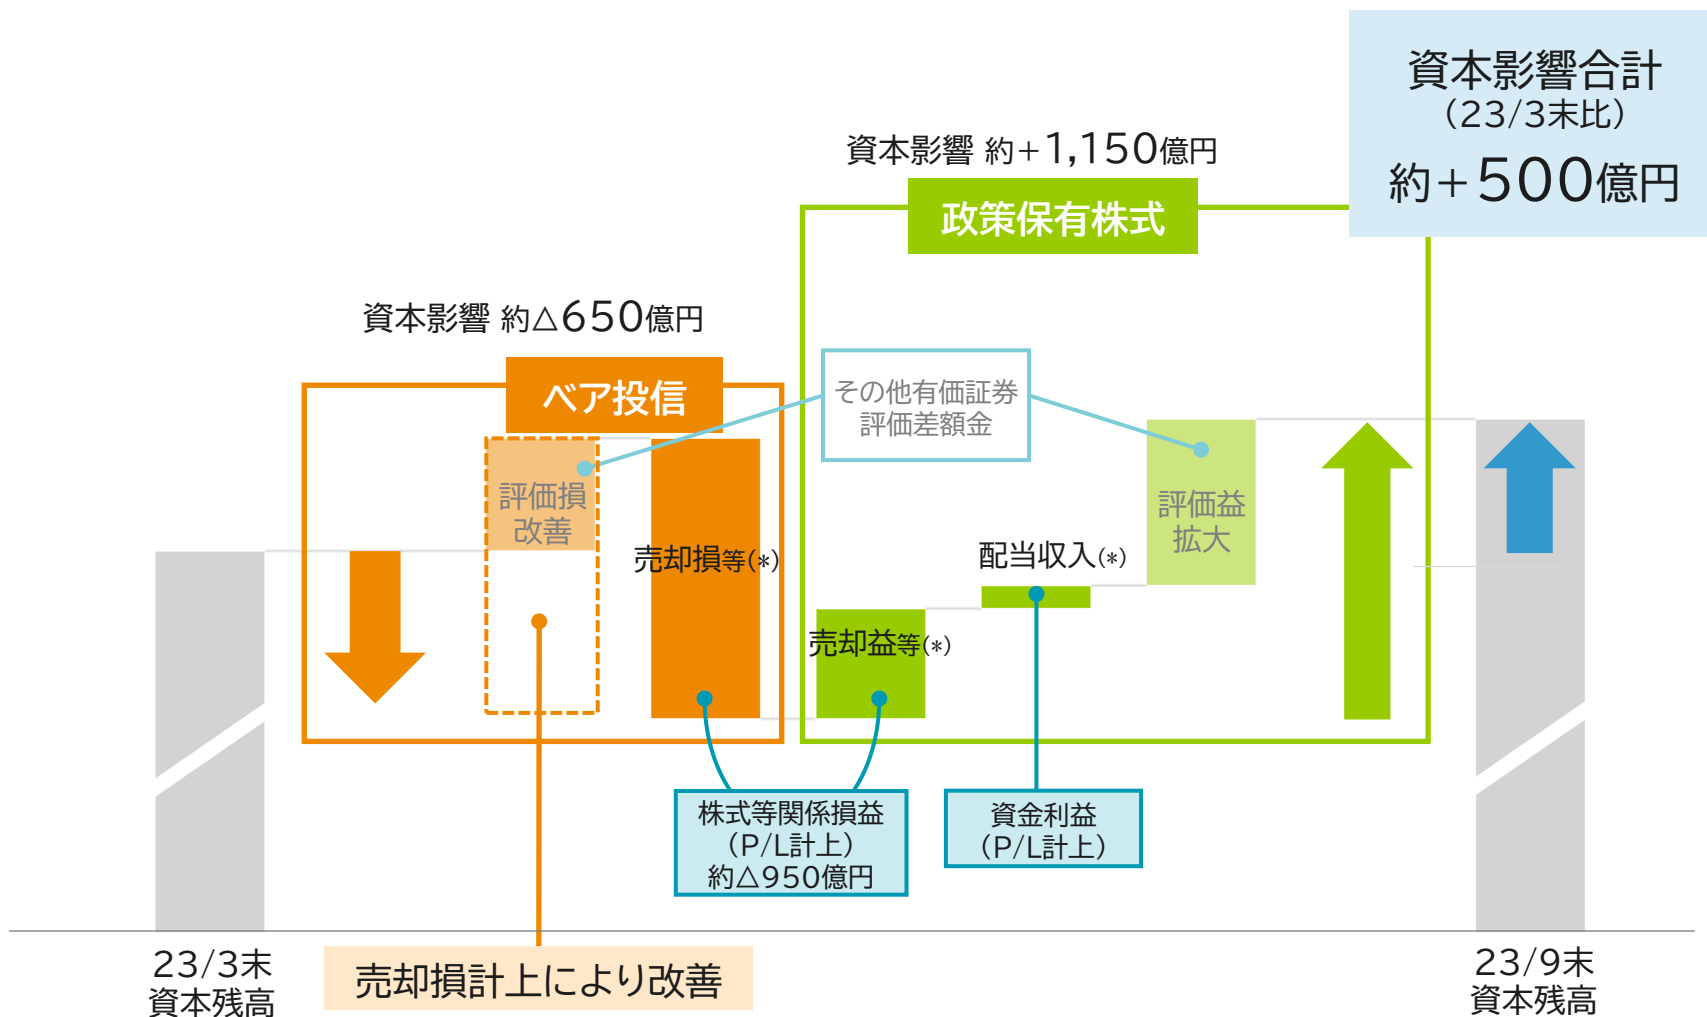 資本影響合計
（23/3末比）
約＋500億円
資本影響 約＋1,150億円
政策保有株式
資本影響 約△650億円
ベア投信
その他有価証券
評価差額金
評価損
改善
売却損等(*)
売却益等(*)
配当収入(*)
評価益
拡大
株式等関係損益
（P/L計上）
約△950億円
資金利益
（P/L計上）
売却損計上により改善
23/3末
資本残高
23/9末
資本残高